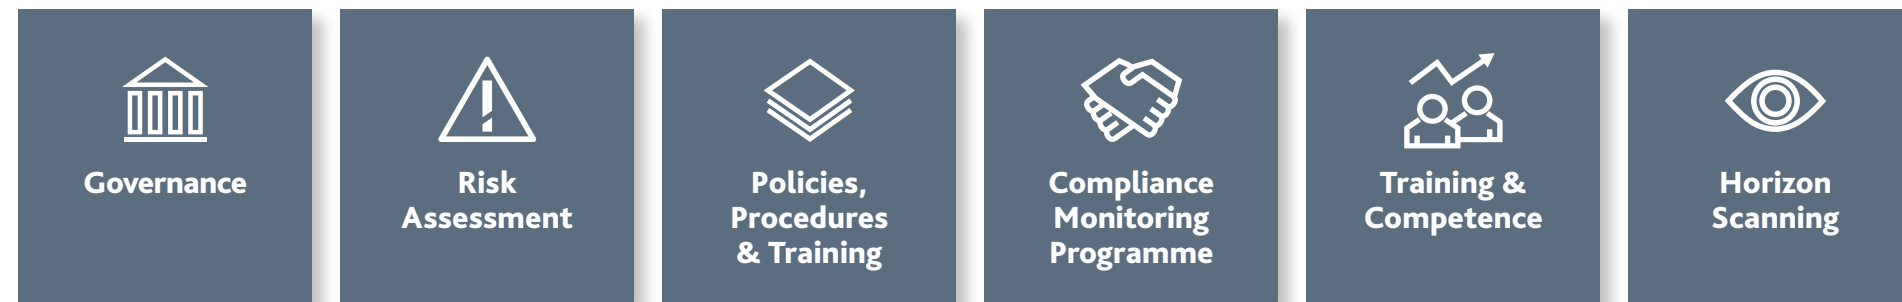 Governance
Risk
Assessment
Policies,
Procedures
& Training
Compliance
Monitoring
Programme
Training &
Competence
Horizon
Scanning